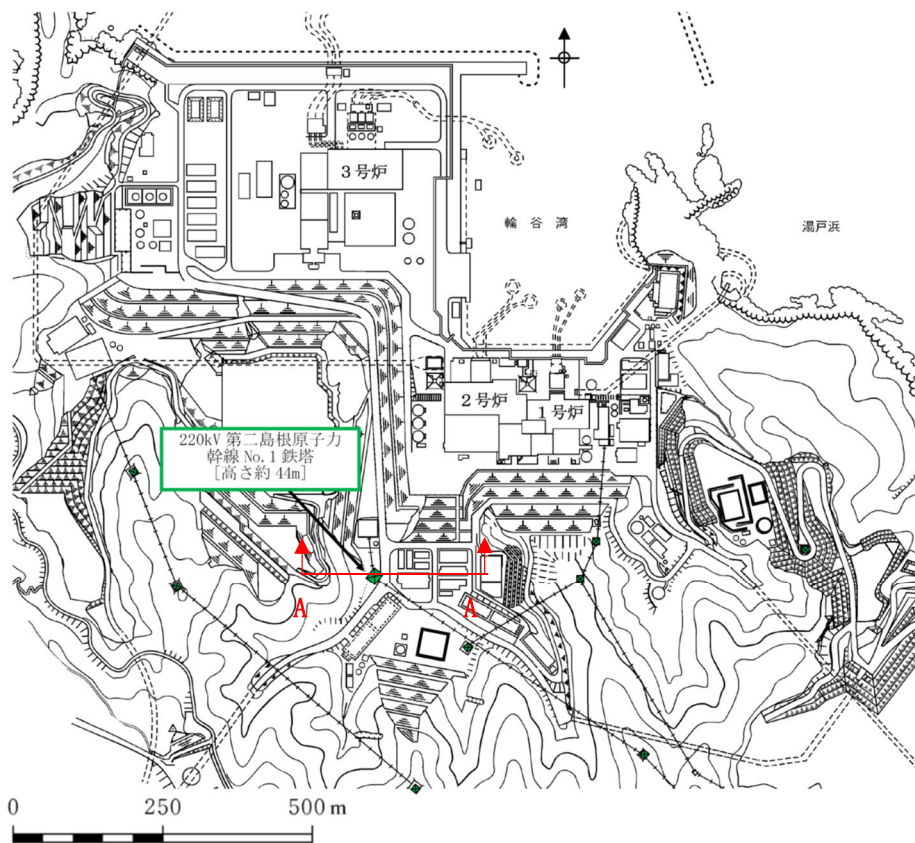 3号炉
輪谷湾
湯戸浜
2号炉
1号炉
220kV 第二島根原子力
幹線 No.1 鉄塔
[高さ約 44m]
A
A
0
250
500 m